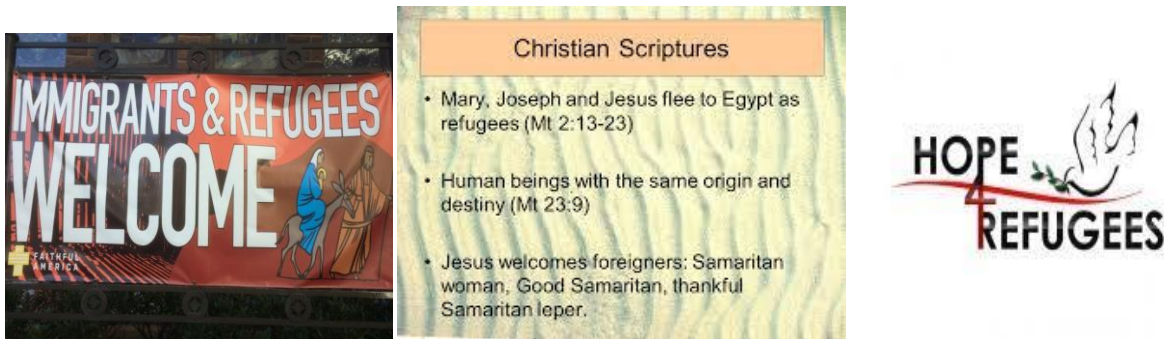 IMMIGRANTS & REFUGEES
WELCOME
FAITHFUL
AMERICA
Christian Scriptures
• Mary, Joseph and Jesus flee to Egypt as
refugees (Mt 2:13-23)
• Human beings with the same origin and
destiny (Mt 23:9)
• Jesus welcomes foreigners: Samaritan
woman, Good Samaritan, thankful
Samaritan leper.
HOPE
4
REFUGEES